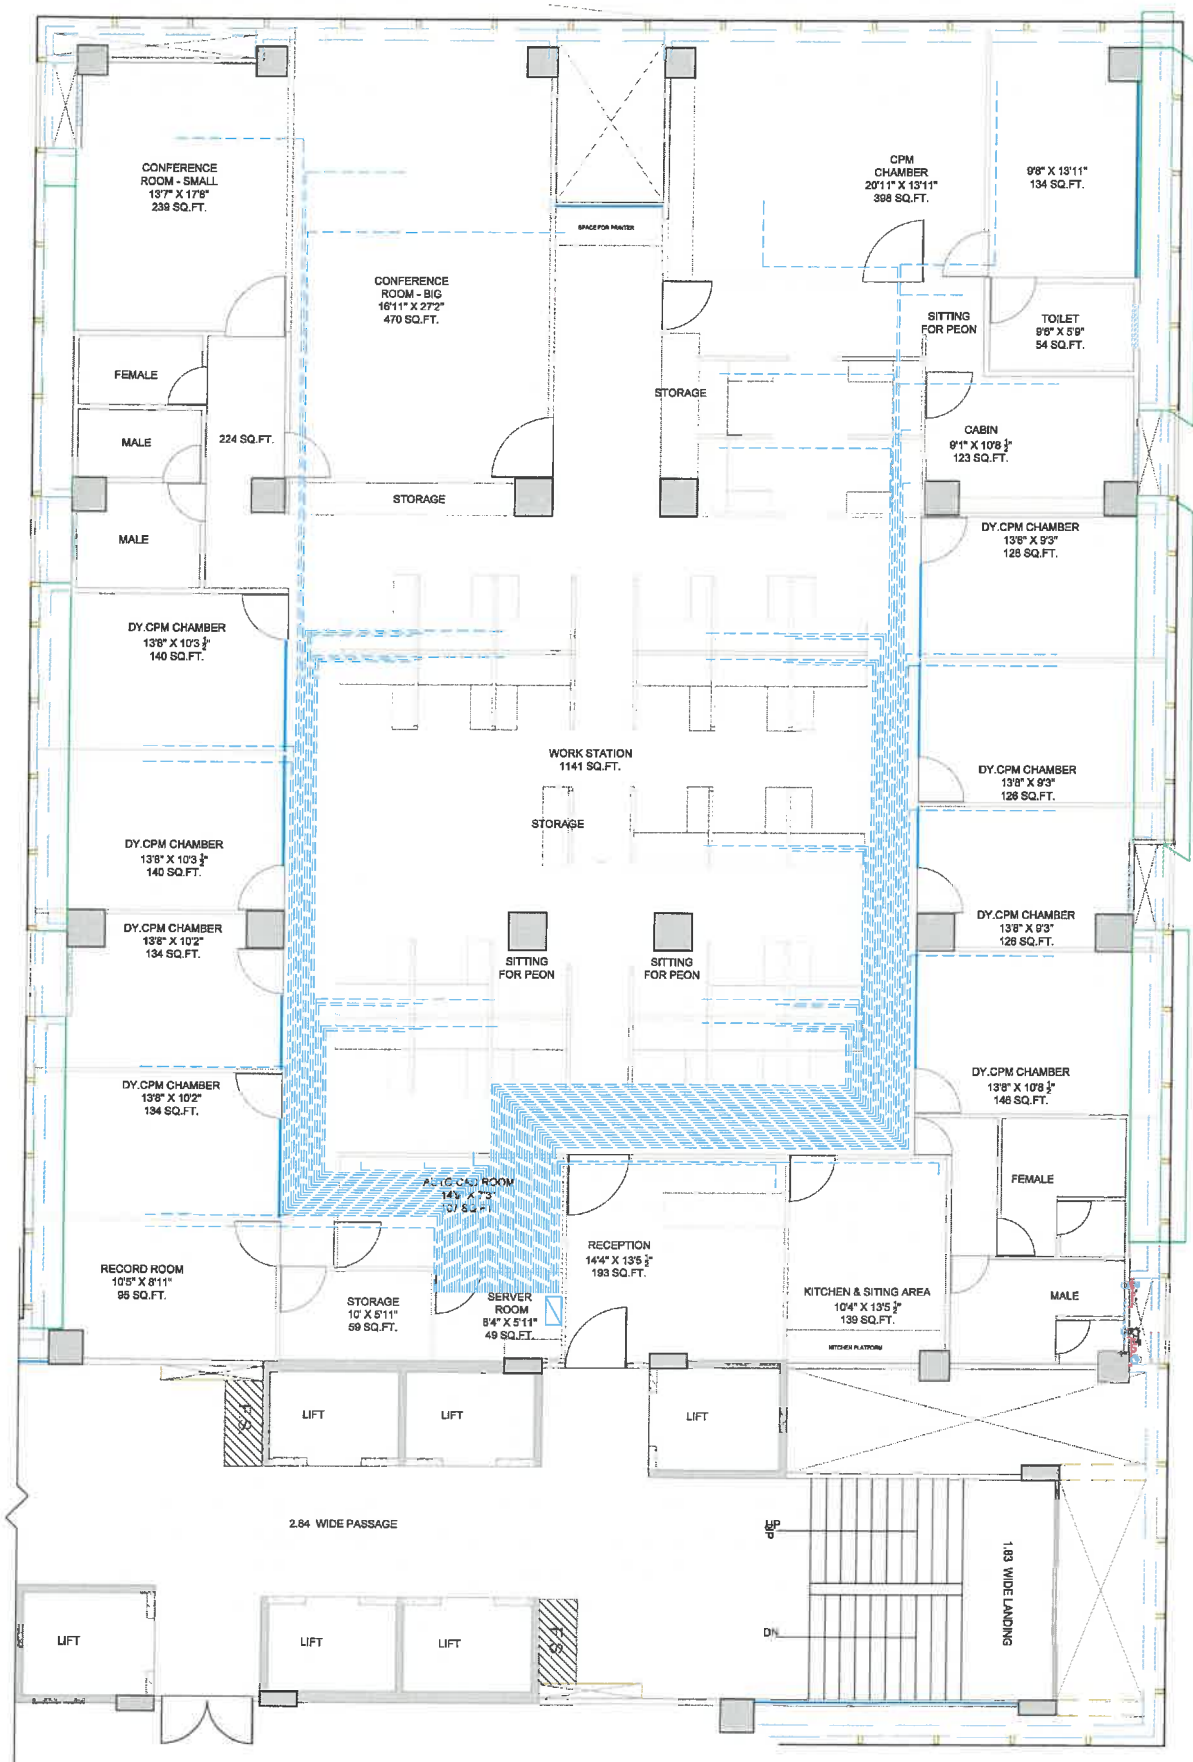 CONFERENCE
ROOM - SMALL
13'7" X 17'8"
239 SQ.FT.
CONFERENCE
ROOM - BIG
16'11" X 27'2"
470 SQ.FT.
SPACE FOR PRINTER
CPM
CHAMBER
20'11" X 13'11"
398 SQ.FT.
9'8" X 13'11"
134 SQ.FT.
SITTING
FOR PEON
TOILET
9'8" X 5'9"
54 SQ.FT.
FEMALE
MALE
224 SQ.FT.
MALE
STORAGE
STORAGE
CABIN
9'1" X 10'8 ½"
123 SQ.FT.
DY.CPM CHAMBER
13'8" X 9'3"
126 SQ.FT.
DY.CPM CHAMBER
13'8" X 10'3 ½"
140 SQ.FT.
WORK STATION
1141 SQ.FT.
STORAGE
DY.CPM CHAMBER
13'8" X 9'3"
126 SQ.FT.
DY.CPM CHAMBER
13'8" X 10'3 ½"
140 SQ.FT.
DY.CPM CHAMBER
13'8" X 10'2"
134 SQ.FT.
SITTING
FOR PEON
SITTING
FOR PEON
DY.CPM CHAMBER
13'8" X 9'3"
126 SQ.FT.
DY.CPM CHAMBER
13'8" X 10'2"
134 SQ.FT.
DY.CPM CHAMBER
13'8" X 10'8 ½"
146 SQ.FT.
AUTO CAD ROOM
FEMALE
RECORD ROOM
10'5" X 8'11"
95 SQ.FT.
STORAGE
10' X 5'11"
59 SQ.FT.
SERVER
ROOM
8'4" X 5'11"
49 SQ.FT.
RECEPTION
14'4" X 13'5 ½"
193 SQ.FT.
KITCHEN & SITING AREA
10'4" X 13'5 ½"
139 SQ.FT.
KITCHEN PLATFORM
MALE
LIFT
LIFT
LIFT
2.84 WIDE PASSAGE
UP
1.83 WIDE LANDING
DN
LIFT
LIFT
LIFT